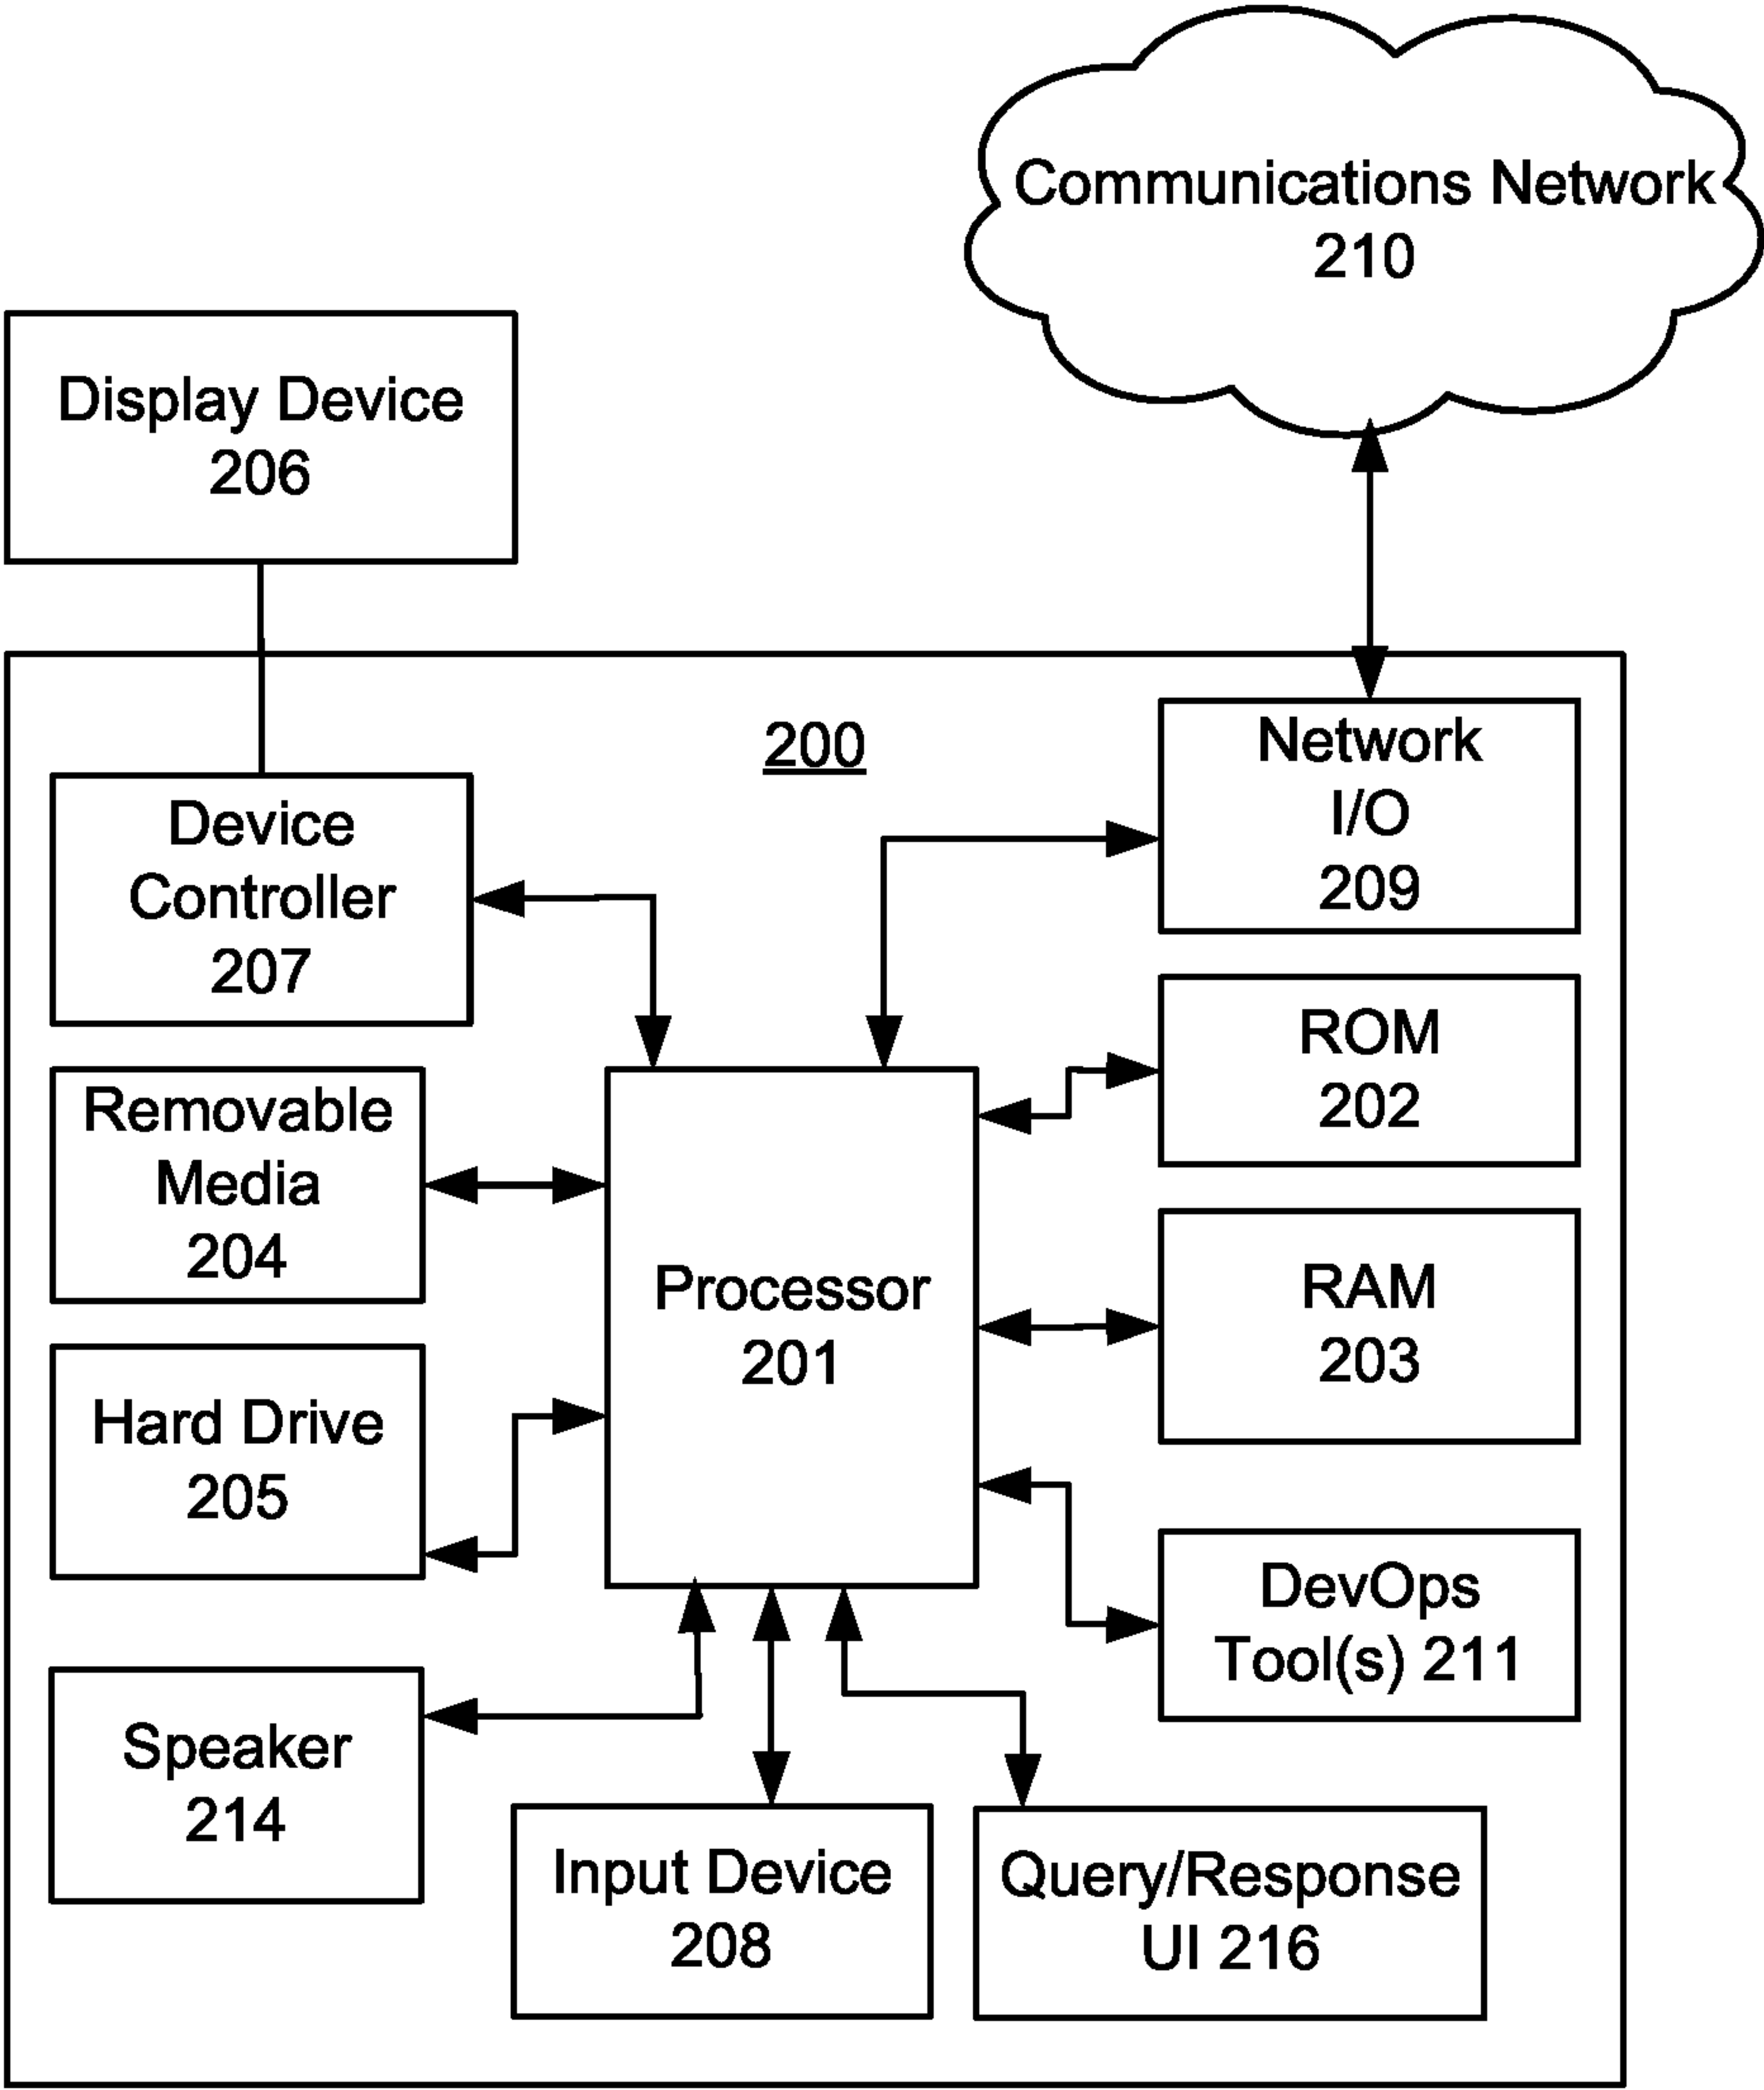 Communications Network
210
Display Device
206
200
Network
I/O
209
Device
Controller
207
ROM
202
Removable
Media
204
Processor
201
RAM
203
Hard Drive
205
DevOps
Tool(s) 211
Speaker
214
Input Device
208
Query/Response
UI 216